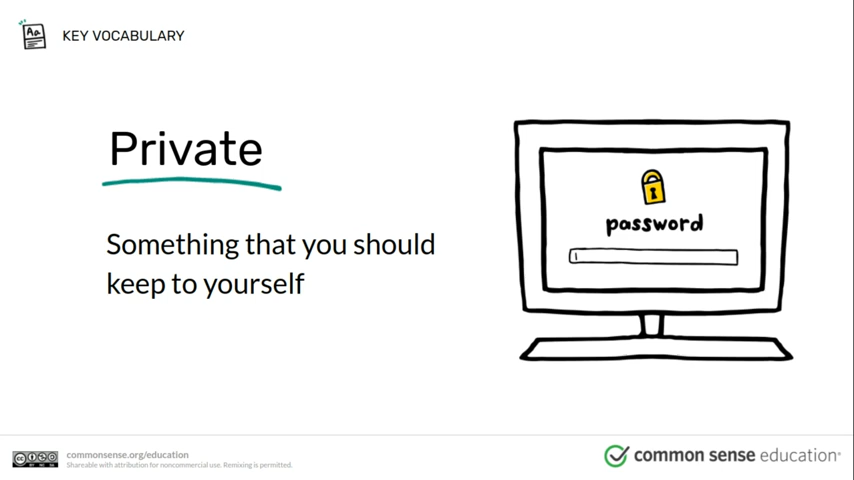 Aa
KEY VOCABULARY
Private
Something that you should
keep to yourself
password
commonsense.org/education
Shareable with attribution for noncommercial use. Remixing is permitted.
common sense education®